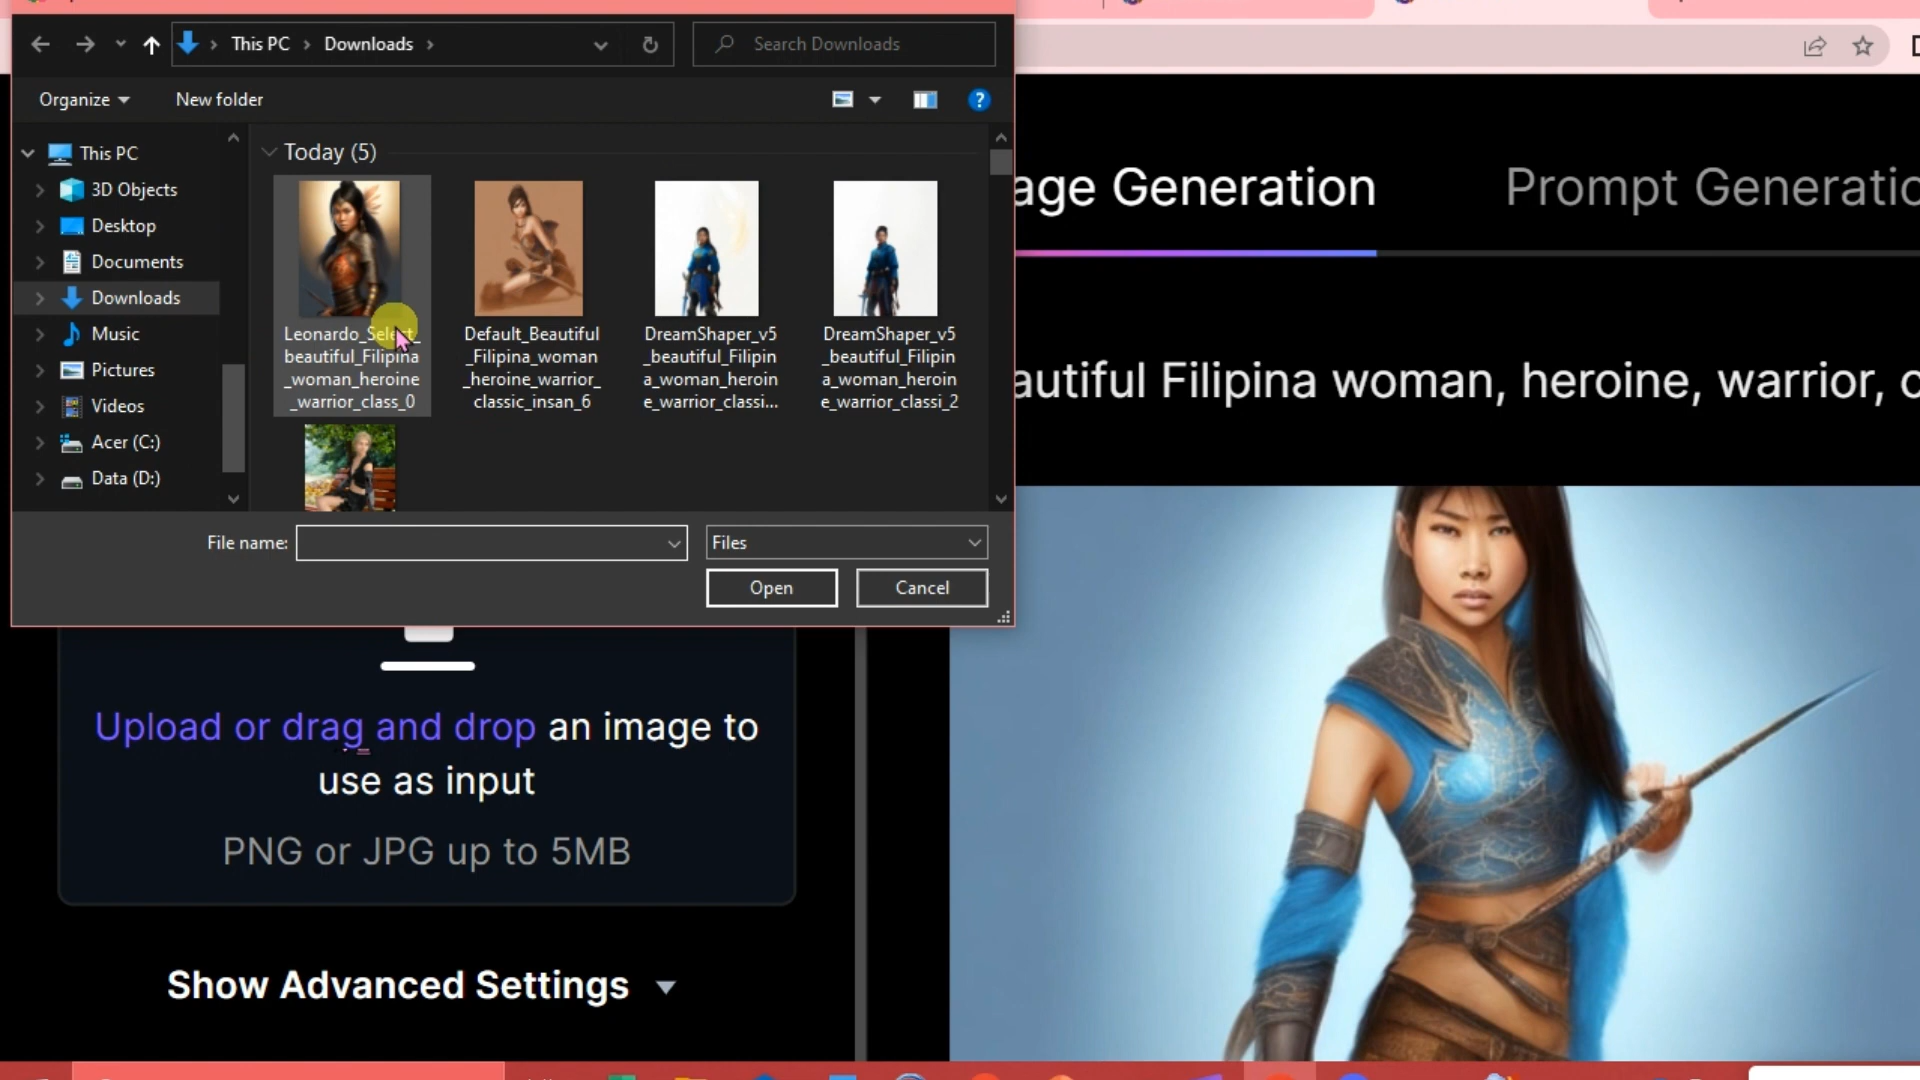 This PC
Downloads
Search Downloads
Organize
New folder
?
This PC
3D Objects
Desktop
Documents
Downloads
Music
Pictures
Videos
Acer (C:)
Data (D:)
Today (5)
Leonardo_Select_
beautiful_Filipina
_woman_heroine
_warrior_class_0
Default_Beautiful
_Filipina_woman
_heroine_warrior_
classic_insan_6
DreamShaper_v5
_beautiful_Filipin
a_woman_heroin
e_warrior_classi...
DreamShaper_v5
_beautiful_Filipin
a_woman_heroin
e_warrior_classi_2
File name:
Files
Open
Cancel
age Generation
Prompt Generatio
autiful Filipina woman, heroine, warrior, c
Upload or drag and drop an image to
use as input
PNG or JPG up to 5MB
Show Advanced Settings